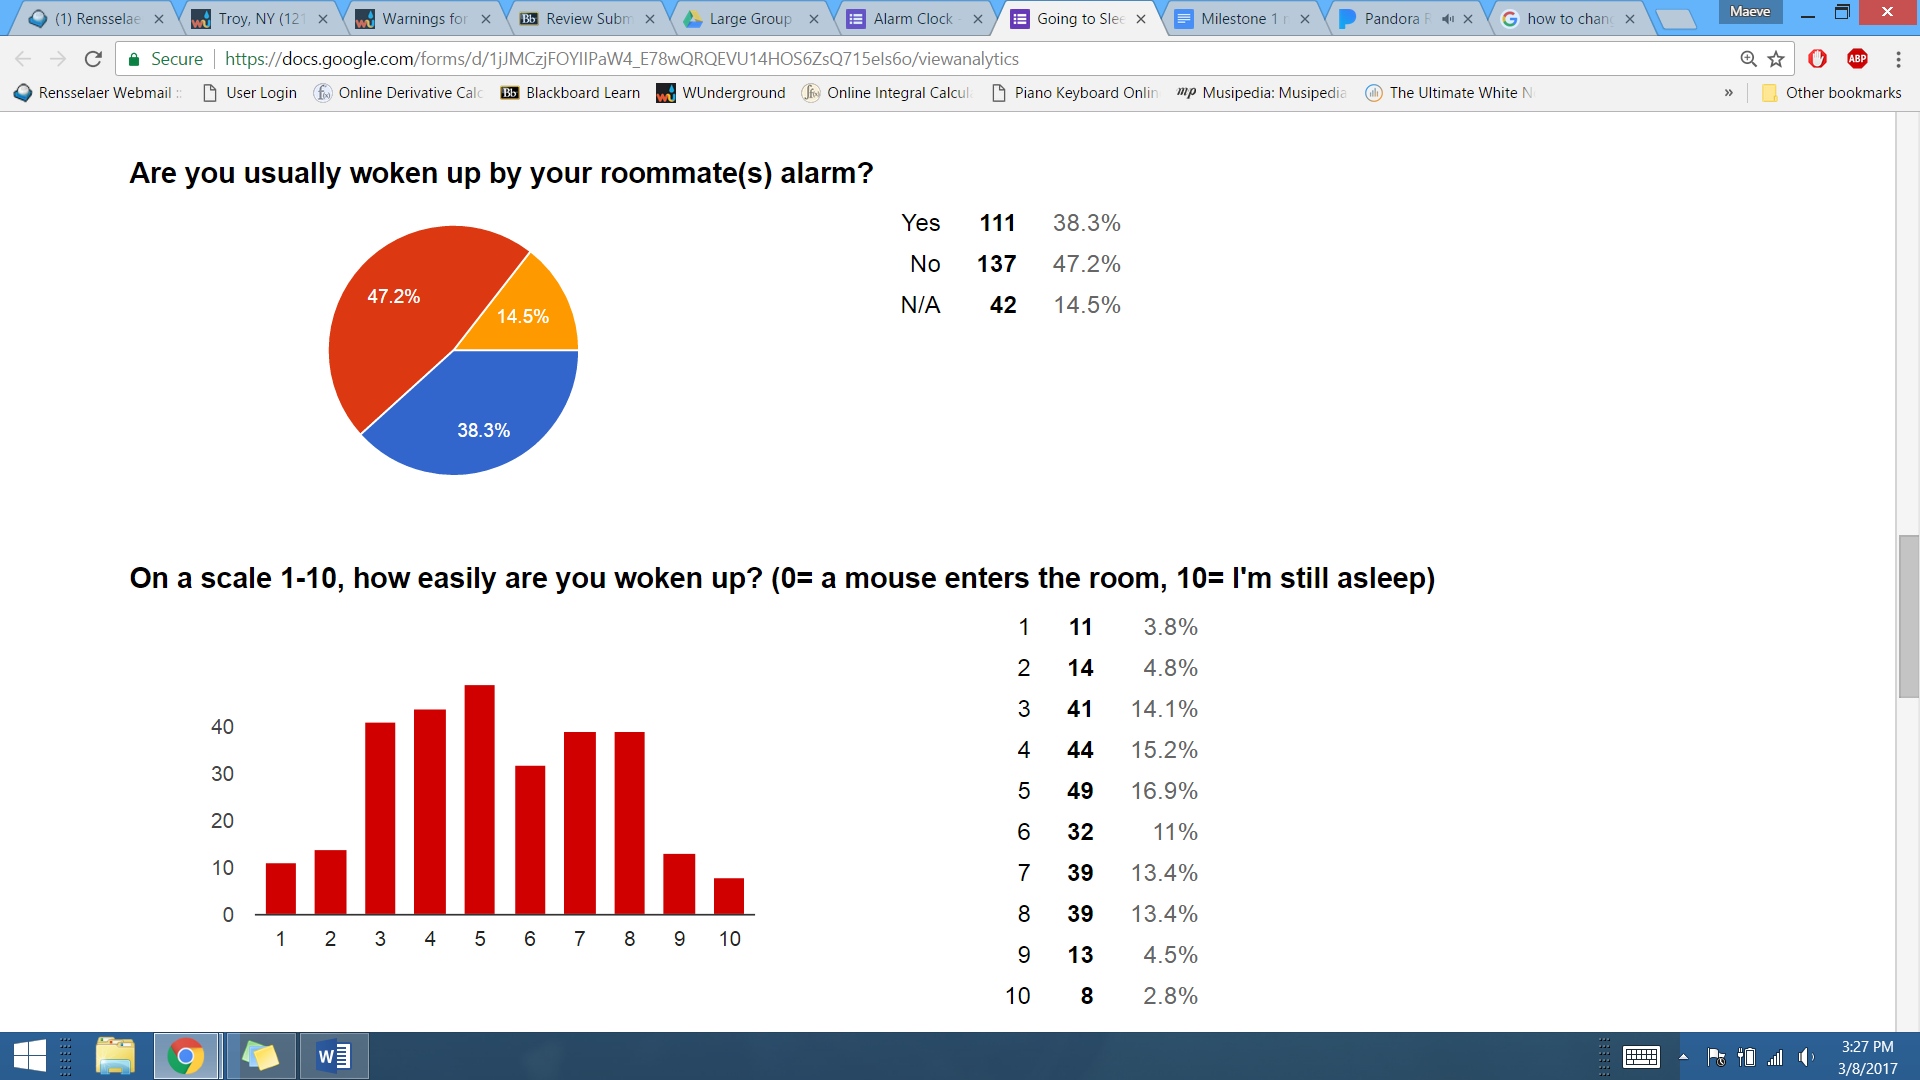 (1) Rensselae
Troy, NY (121
Warnings for
Bb Review Subm
Large Group
Alarm Clock
Going to Slee
Milestone 1 r
Pandora R
how to chang
Maeve
Secure https://docs.google.com/forms/d/1jJMCzjFOYIIPaW4_E78wQRQEVU14HOS6ZsQ715eIs6o/viewanalytics
ABP
Rensselaer Webmail ::
User Login
f(x) Online Derivative Calc
Bb Blackboard Learn
WUnderground
Online Integral Calcul
Piano Keyboard Onlin
mp Musipedia: Musipedia
The Ultimate White N
»
Other bookmarks
Are you usually woken up by your roommate(s) alarm?
Yes 111 38.3%
No 137 47.2%
N/A 42 14.5%
47.2%
14.5%
38.3%
On a scale 1-10, how easily are you woken up? (0= a mouse enters the room, 10= I'm still asleep)
40
30
20
10
0
1 2 3 4 5 6 7 8 9 10
1 11 3.8%
2 14 4.8%
3 41 14.1%
4 44 15.2%
5 49 16.9%
6 32 11%
7 39 13.4%
8 39 13.4%
9 13 4.5%
10 8 2.8%
W
3:27 PM
3/8/2017